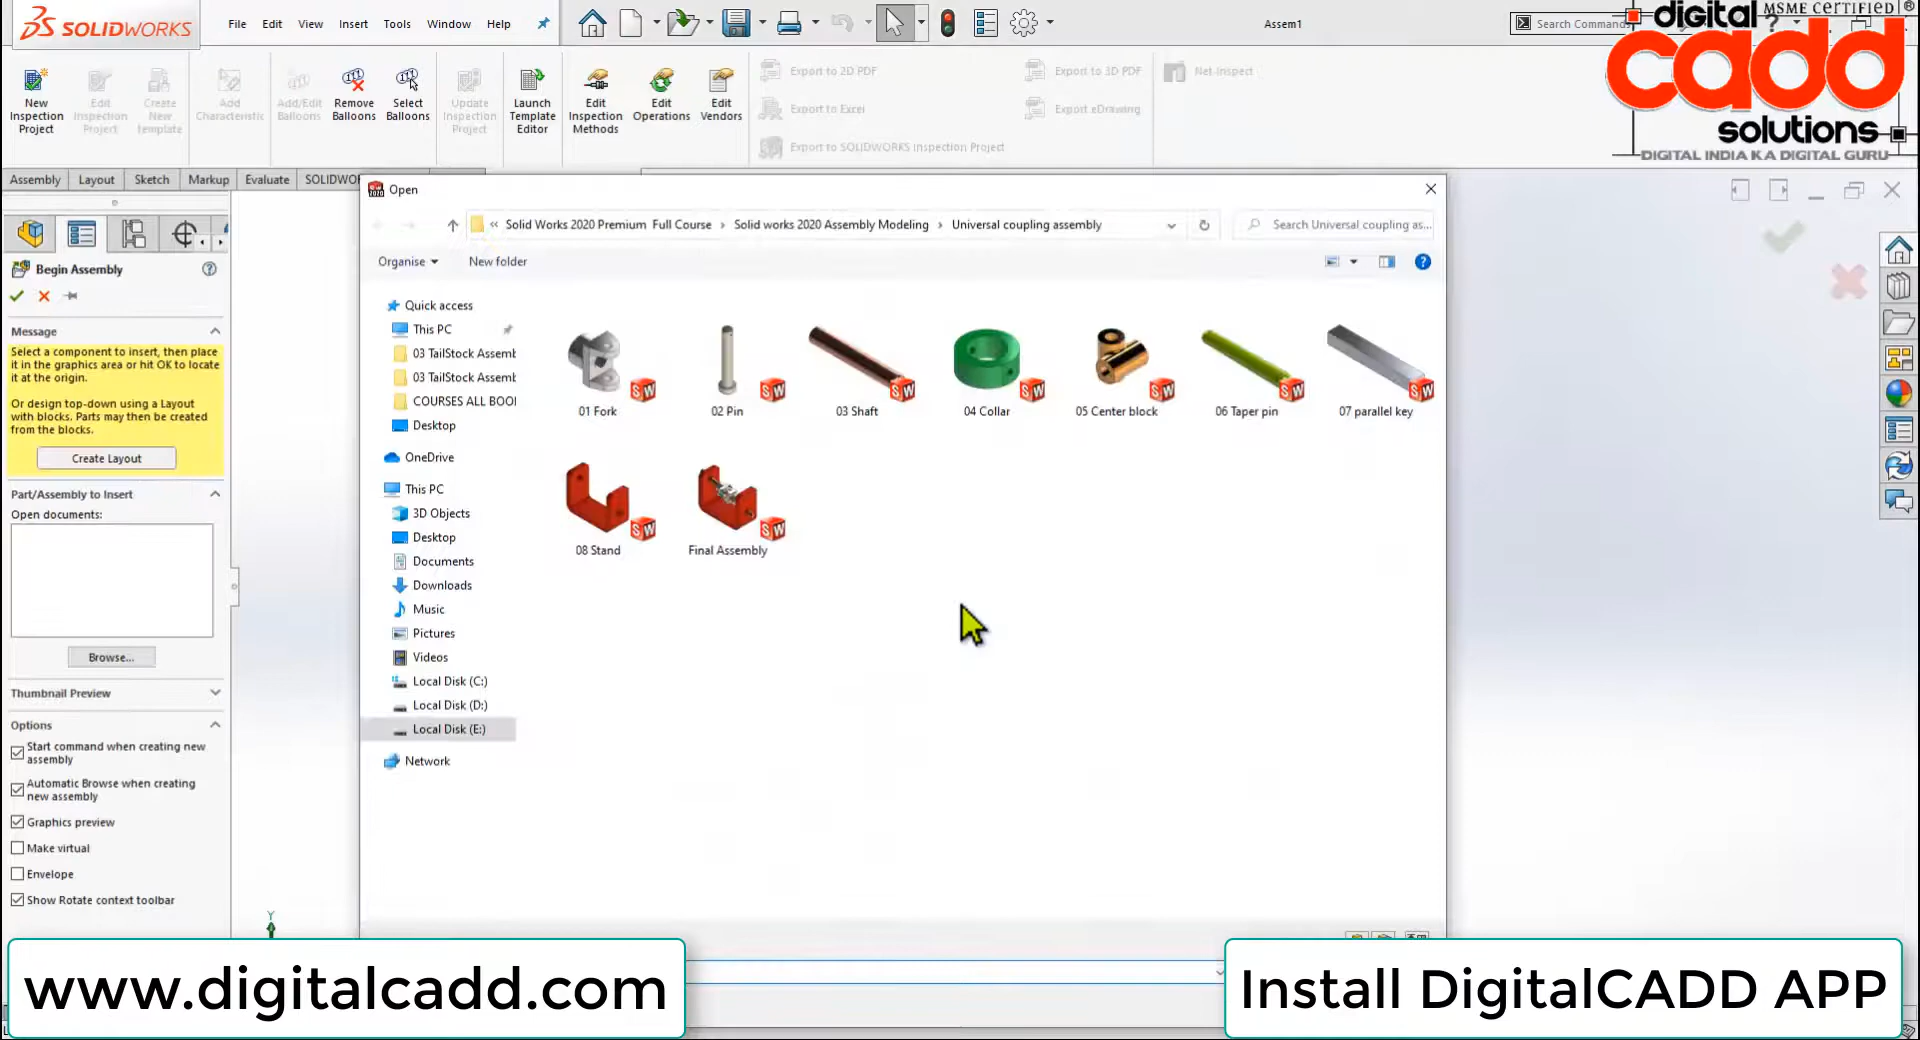 SOLIDWORKS File Edit View Insert Tools Window Help Assem1
MSME CERTIFIED ®
digital
cadd
solutions
DIGITAL INDIA KA DIGITAL GURU
New Inspection Project
Edit Inspection Project
Create New template
Add Characteristic
Add/Edit Balloons
Remove Balloons
Select Balloons
Update Inspection Project
Launch Template Editor
Edit Inspection Methods
Edit Operations
Edit Vendors
Export to 2D PDF
Export to Excel
Export to SOLIDWORKS Inspection Project
Export to 3D PDF
Export eDrawing
Net-Inspect
Assembly Layout Sketch Markup Evaluate
Begin Assembly
Message
Select a component to insert, then place
it in the graphics area or hit OK to locate
it at the origin.
Or design top-down using a Layout
with blocks. Parts may then be created
from the blocks.
Create Layout
Part/Assembly to Insert
Open documents:
Browse...
Thumbnail Preview
Options
Start command when creating new
assembly
Automatic Browse when creating
new assembly
Graphics preview
Make virtual
Envelope
Show Rotate context toolbar
Y
Open
« Solid Works 2020 Premium Full Course › Solid works 2020 Assembly Modeling › Universal coupling assembly
Search Universal coupling as...
Organise New folder
Quick access
This PC
03 TailStock Assemb
03 TailStock Assemb
COURSES ALL BOO
Desktop
OneDrive
This PC
3D Objects
Desktop
Documents
Downloads
Music
Pictures
Videos
Local Disk (C:)
Local Disk (D:)
Local Disk (E:)
Network
01 Fork
02 Pin
03 Shaft
04 Collar
05 Center block
06 Taper pin
07 parallel key
08 Stand
Final Assembly
www.digitalcadd.com
Install DigitalCADD APP